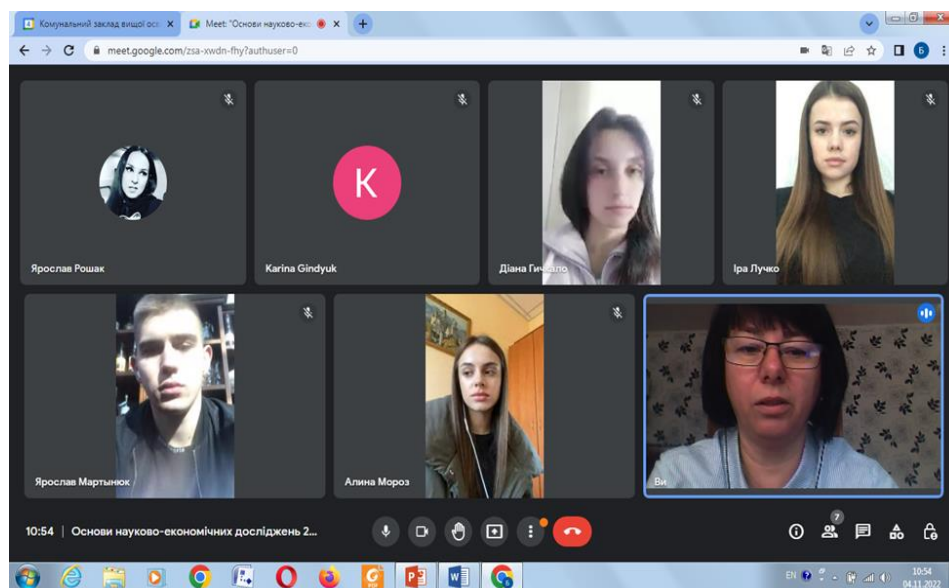 Комунальний заклад вищої осв
Meet: "Основи науково-еко
meet.google.com/zsa-xwdn-fhy?authuser=0
Б
K
Ярослав Рошак
Karina Gindyuk
Діана Гичкало
Іра Лучко
Ярослав Мартынюк
Алина Мороз
Ви
10:54 | Основи науково-економічних досліджень 2...
7
EN
10:54
04.11.2022